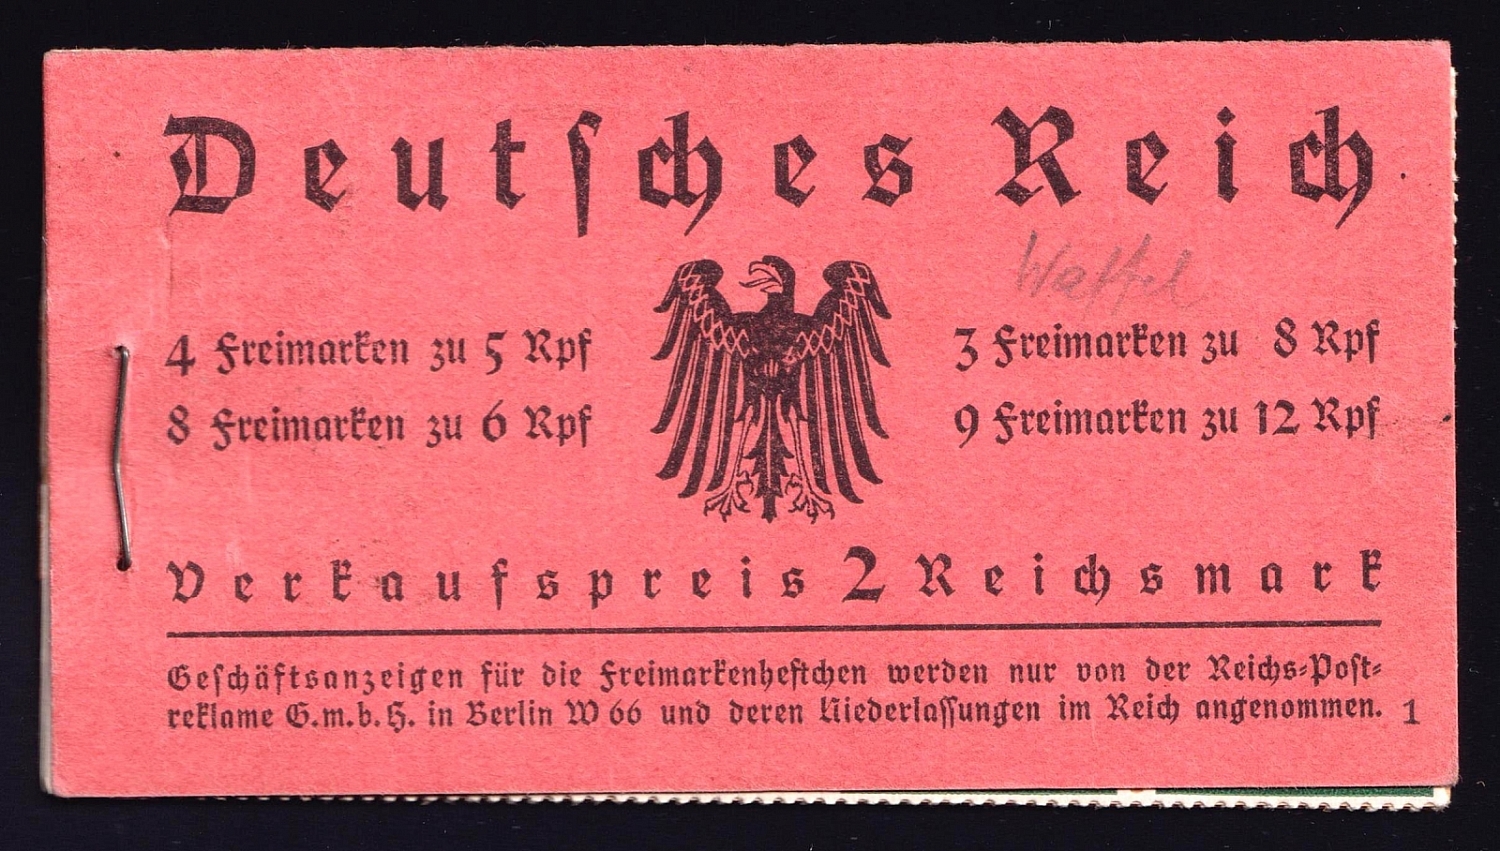 Deutſches Reich
Waffel
4 Freimarken zu 5 Rpf
3 Freimarken zu 8 Rpf
8 Freimarken zu 6 Rpf
9 Freimarken zu 12 Rpf
Verkaufspreis 2 Reichsmark
Geſchäftsanzeigen für die Freimarkenheftchen werden nur von der Reichs-Poſt-
reklame G.m.b.H. in Berlin W 66 und deren Niederlaſſungen im Reich angenommen. 1